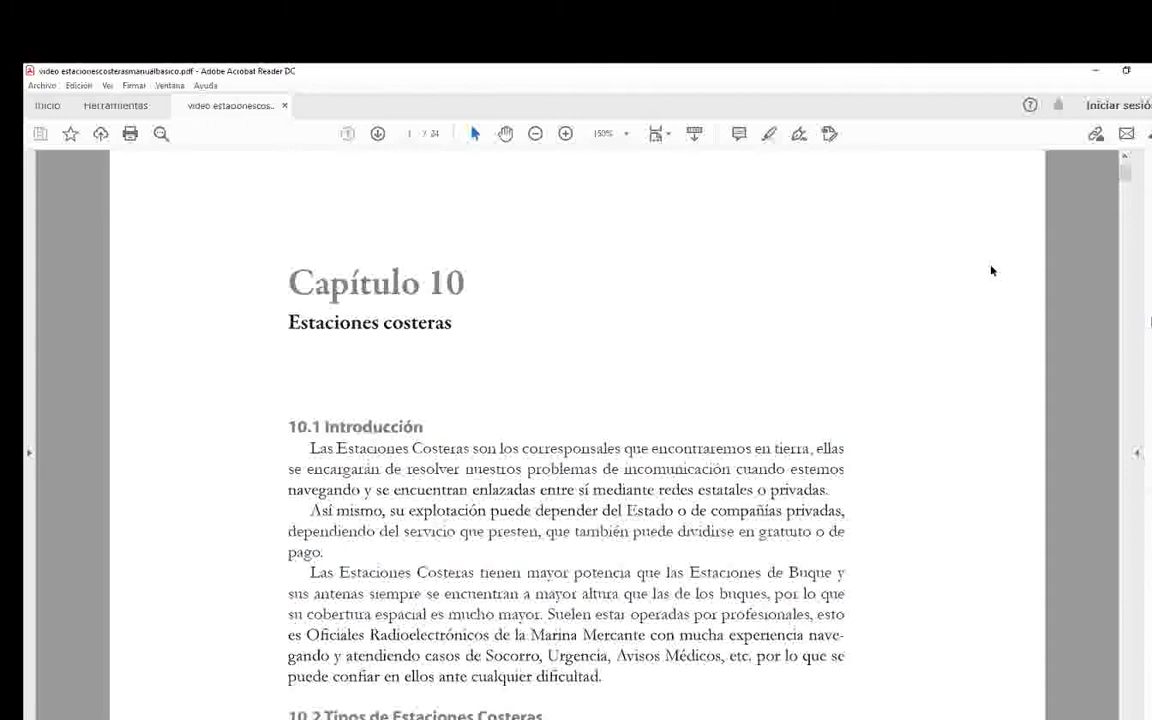 video estacionescosterasmanualbasico.pdf - Adobe Acrobat Reader DC
Archivo Edición Ver Firmar Ventana Ayuda
Inicio Herramientas video estacionescos... × ? Iniciar sesió
1 / 24 150%
Capítulo 10
Estaciones costeras
10.1 Introducción
Las Estaciones Costeras son los corresponsales que encontraremos en tierra, ellas
se encargarán de resolver nuestros problemas de incomunicación cuando estemos
navegando y se encuentran enlazadas entre sí mediante redes estatales o privadas.
Así mismo, su explotación puede depender del Estado o de compañías privadas,
dependiendo del servicio que presten, que también puede dividirse en gratuito o de
pago.
Las Estaciones Costeras tienen mayor potencia que las Estaciones de Buque y
sus antenas siempre se encuentran a mayor altura que las de los buques, por lo que
su cobertura espacial es mucho mayor. Suelen estar operadas por profesionales, esto
es Oficiales Radioelectrónicos de la Marina Mercante con mucha experiencia nave-
gando y atendiendo casos de Socorro, Urgencia, Avisos Médicos, etc. por lo que se
puede confiar en ellos ante cualquier dificultad.
10.2 Tipos de Estaciones Costeras